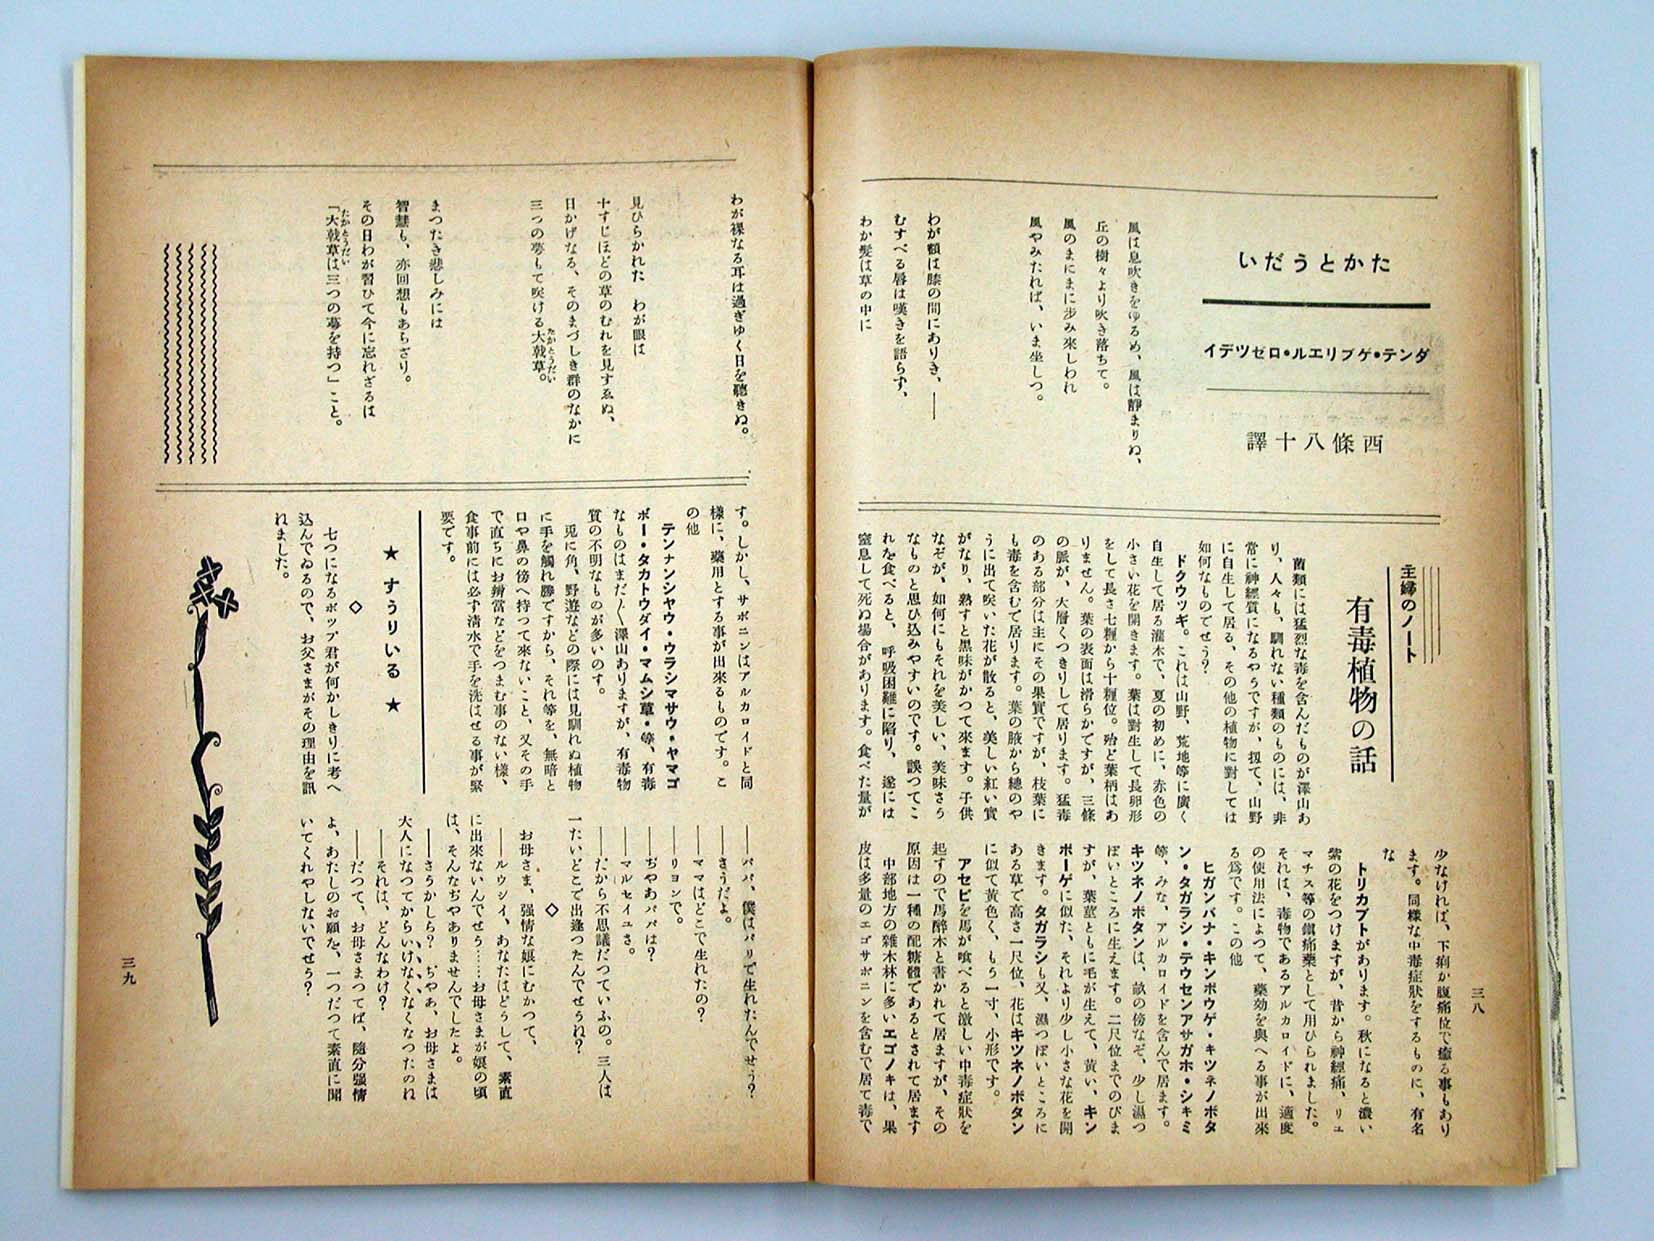 たかとうだい
ダンテ・ゲブリエル・ロゼツテイ
西條八十譯
風は息吹きをゆるめ、風は靜まりぬ、
丘の樹々より吹き落ちて。
風のまにまに歩み來しわれ
風やみたれば、いま坐しつ。
わが額は膝の間にありき、――
むすべる唇は嘆きを語らず、
わが髮は草の中に
わが裸なる耳は過ぎゆく日を聽きぬ。
見ひらかれた わが眼は
十すじほどの草のむれを見すゑぬ、
日かげなる、そのまづしき群のなかに
三つの夢もて咲ける大戟草。
たかとうだい
まつたき悲しみには
智慧も、亦回想もあらざり。
その日わが習ひて今に忘れざるは
「大戟草は三つの蕚を持つ」こと。
たかとうだい
主婦のノート
有毒植物の話
菌類には猛烈な毒を含んだものが澤山あ
り、人々も、馴れない種類のものには、非
常に神經質になるやうですが、扨て、山野
に自生して居る、その他の植物に對しては
如何なものでせう?
ドクウツギ。これは山野、荒地等に廣く
自生して居る灌木で、夏の初めに、赤色の
小さい花を開きます。葉は對生して長卵形
をして長さ七糎から十糎位。殆ど葉柄はあ
りません。葉の表面は滑らかですが、三條
の脈が、大層くつきりして居ります。猛毒
のある部分は主にその果實ですが、枝葉に
も毒を含むで居ります。葉の腋から總のや
うに出て咲いた花が散ると、美しい紅い實
がなり、熟すと黒味がかつて來ます。子供
なぞが、如何にもそれを美しい、美味さう
なものと思ひ込みやすいのです。誤つてこ
れを食べると、呼吸困難に陷り、遂には
窒息して死ぬ場合があります。食べた量が
少なければ、下痢か腹痛位で癒る事もあり
ます。同樣な中毒症狀をするものに、有名
な
トリカブトがあります。秋になると濃い
紫の花をつけますが、昔から神經痛、リユ
マチス等の鎭痛藥として用ひられました。
それは、毒物であるアルカロイドに、適度
の使用法によつて、藥効を與へる事が出來
る爲です。この他
ヒガンバナ・キンポウゲ・キツネノボタ
ン・タガラシ・テウセンアサガホ・シキミ
等、みな、アルカロイドを含んで居ます。
キツネノボタンは、畝の傍なぞ、少し濕つ
ぽいところに生えます。二尺位までのびま
すが、葉莖ともに毛が生えて、黄い、キン
ポーゲに似た、それより少し小さな花を開
きます。タガラシも又、濕つぽいところに
ある草で高さ一尺位、花はキツネノボタン
に似て黄色く、もう一寸、小形です。
アセビを馬が喰べると激しい中毒症狀を
起すので馬醉木と書かれて居ますが、その
原因は一種の配糖體であるとされて居ます
中部地方の雜木林に多いエゴノキは、果
皮は多量のエゴサポニンを含むで居て毒で
す。しかし、サポニンはアルカロイドと同
樣に、藥用とする事が出來るものです。こ
の他
テンナンシヤウ・ウラシマサウ・ヤマゴ
ボー・タカトウダイ・マムシ草・等、有毒
なものはまだ〳〵澤山ありますが、有毒物
質の不明なものが多いのです。
兎に角、野遊などの際には見馴れぬ植物
に手を觸れ勝ですから、それ等を、無暗と
口や鼻の傍へ持つて來ないこと、又その手
で直ちにお辨當などをつまむ事のない樣、
食事前には必ず清水で手を洗はせる事が緊
要です。
★ すうりいる ★
◇
七つになるボツプ君が何かしきりに考へ
込んでゐるので、お父さまがその理由を訊
れました。
――パパ、僕はパリで生れたんでせう?
――さうだよ。
――ママはどこで生れたの?
――リヨンで。
――ぢやあパパは?
――マルセイユさ。
――だから不思議だつていふの。三人は
一たいどこで出逢つたんでせうね?
◇
お母さま、强情な娘にむかつて、
――ルウシイ、あなたはどうして、素直
に出來ないんでせう……お母さまが娘の頃
は、そんなぢやありませんでしたよ。
――さうかしら? ぢやあ、お母さまは
大人になつてからいけなくなくなつたのね
――それは、どんなわけ?
――だつて、お母さまつてば、隨分强情
よ、あたしのお願を、一つだつて素直に聞
いてくれやしないでせう?
三八
三九